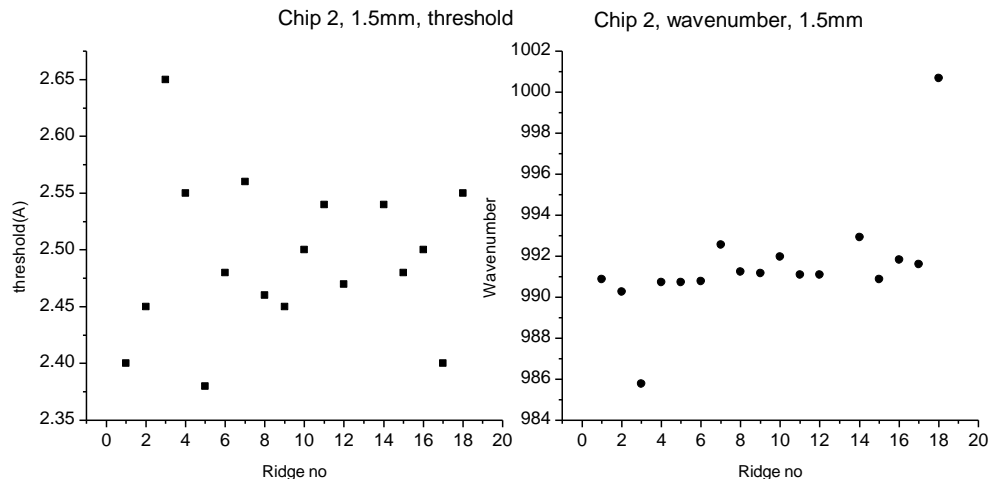 Chip 2, 1.5mm, threshold
2.65
2.60
2.55
2.50
2.45
2.40
2.35
threshold(A)
0 2 4 6 8 10 12 14 16 18 20
Ridge no
Chip 2, wavenumber, 1.5mm
1002
1000
998
996
994
992
990
988
986
984
Wavenumber
0 2 4 6 8 10 12 14 16 18 20
Ridge no